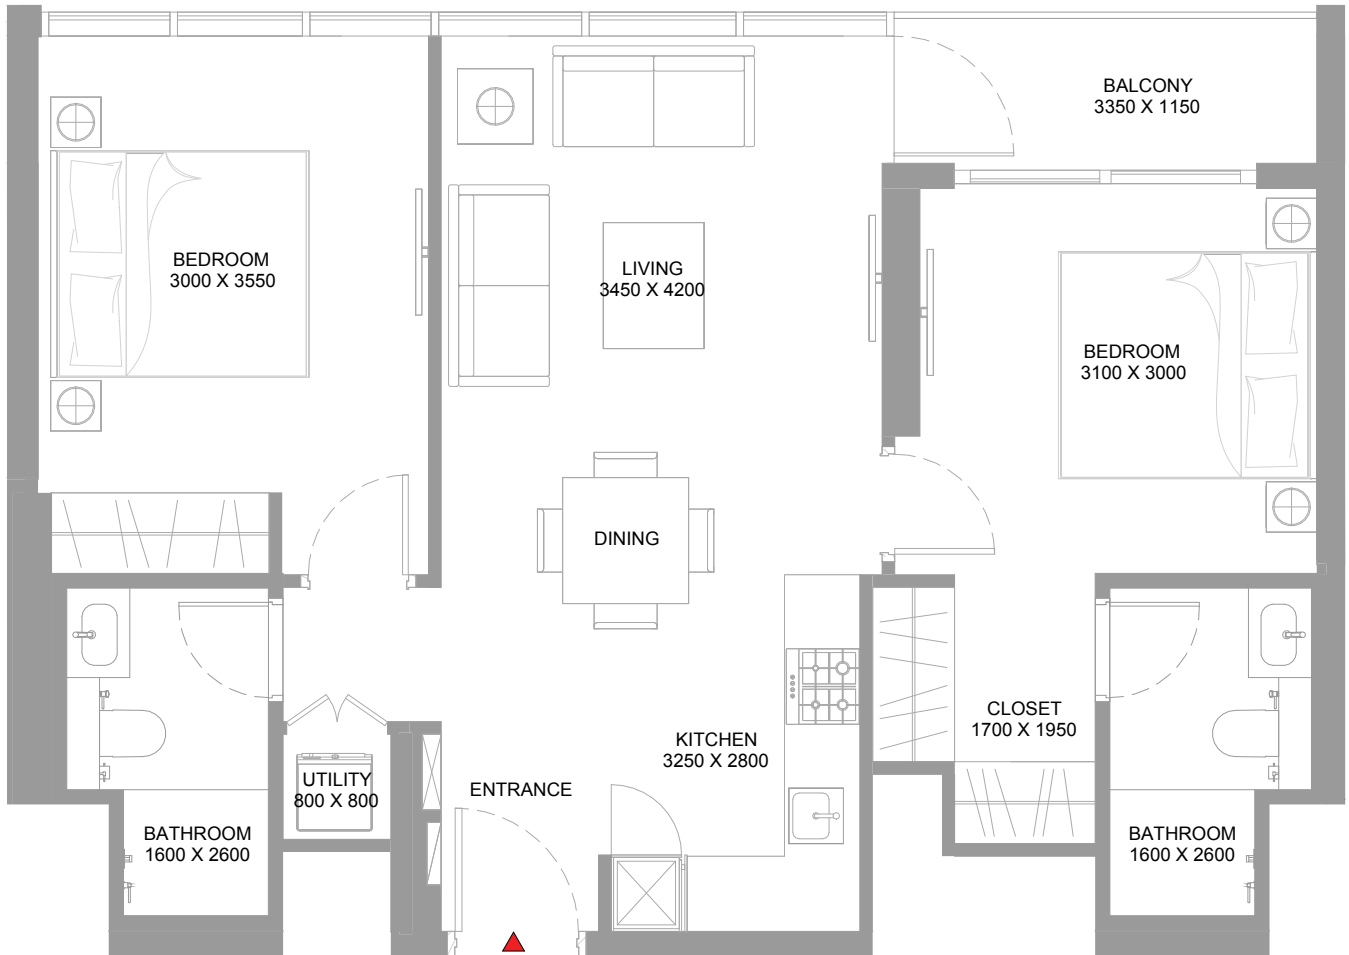 BALCONY
3350 X 1150
BEDROOM
3000 X 3550
LIVING
3450 X 4200
BEDROOM
3100 X 3000
DINING
CLOSET
1700 X 1950
KITCHEN
3250 X 2800
UTILITY
800 X 800
ENTRANCE
BATHROOM
1600 X 2600
BATHROOM
1600 X 2600